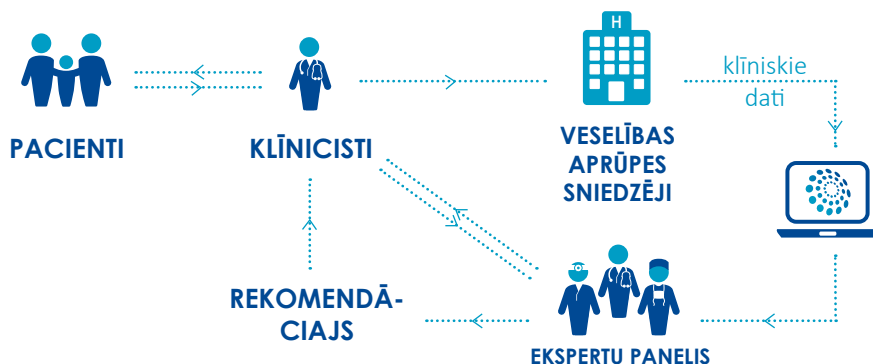 H
klīniskie
dati
PACIENTI
KLĪNICISTI
VESELĪBAS
APRŪPES
SNIEDZĒJI
REKOMENDĀ-
CIAJS
EKSPERTU PANELIS